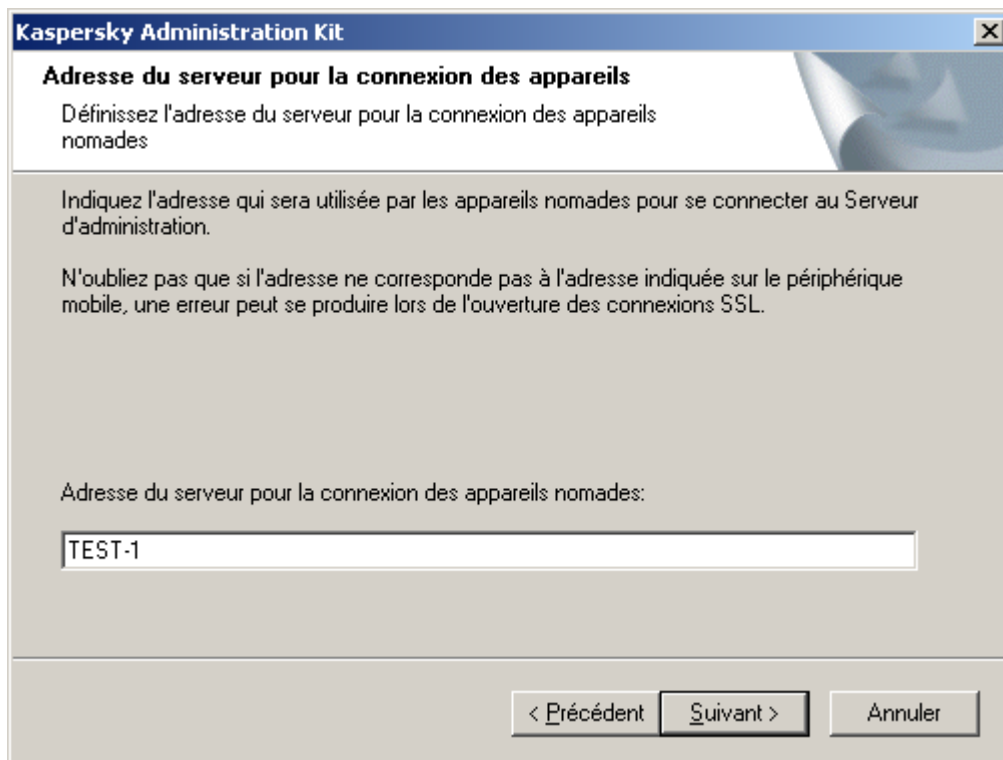 Kaspersky Administration Kit
Adresse du serveur pour la connexion des appareils
Définissez l'adresse du serveur pour la connexion des appareils
nomades
Indiquez l'adresse qui sera utilisée par les appareils nomades pour se connecter au Serveur
d'administration.
N'oubliez pas que si l'adresse ne corresponde pas à l'adresse indiquée sur le périphérique
mobile, une erreur peut se produire lors de l'ouverture des connexions SSL.
Adresse du serveur pour la connexion des appareils nomades:
TEST-1
< Précédent Suivant > Annuler